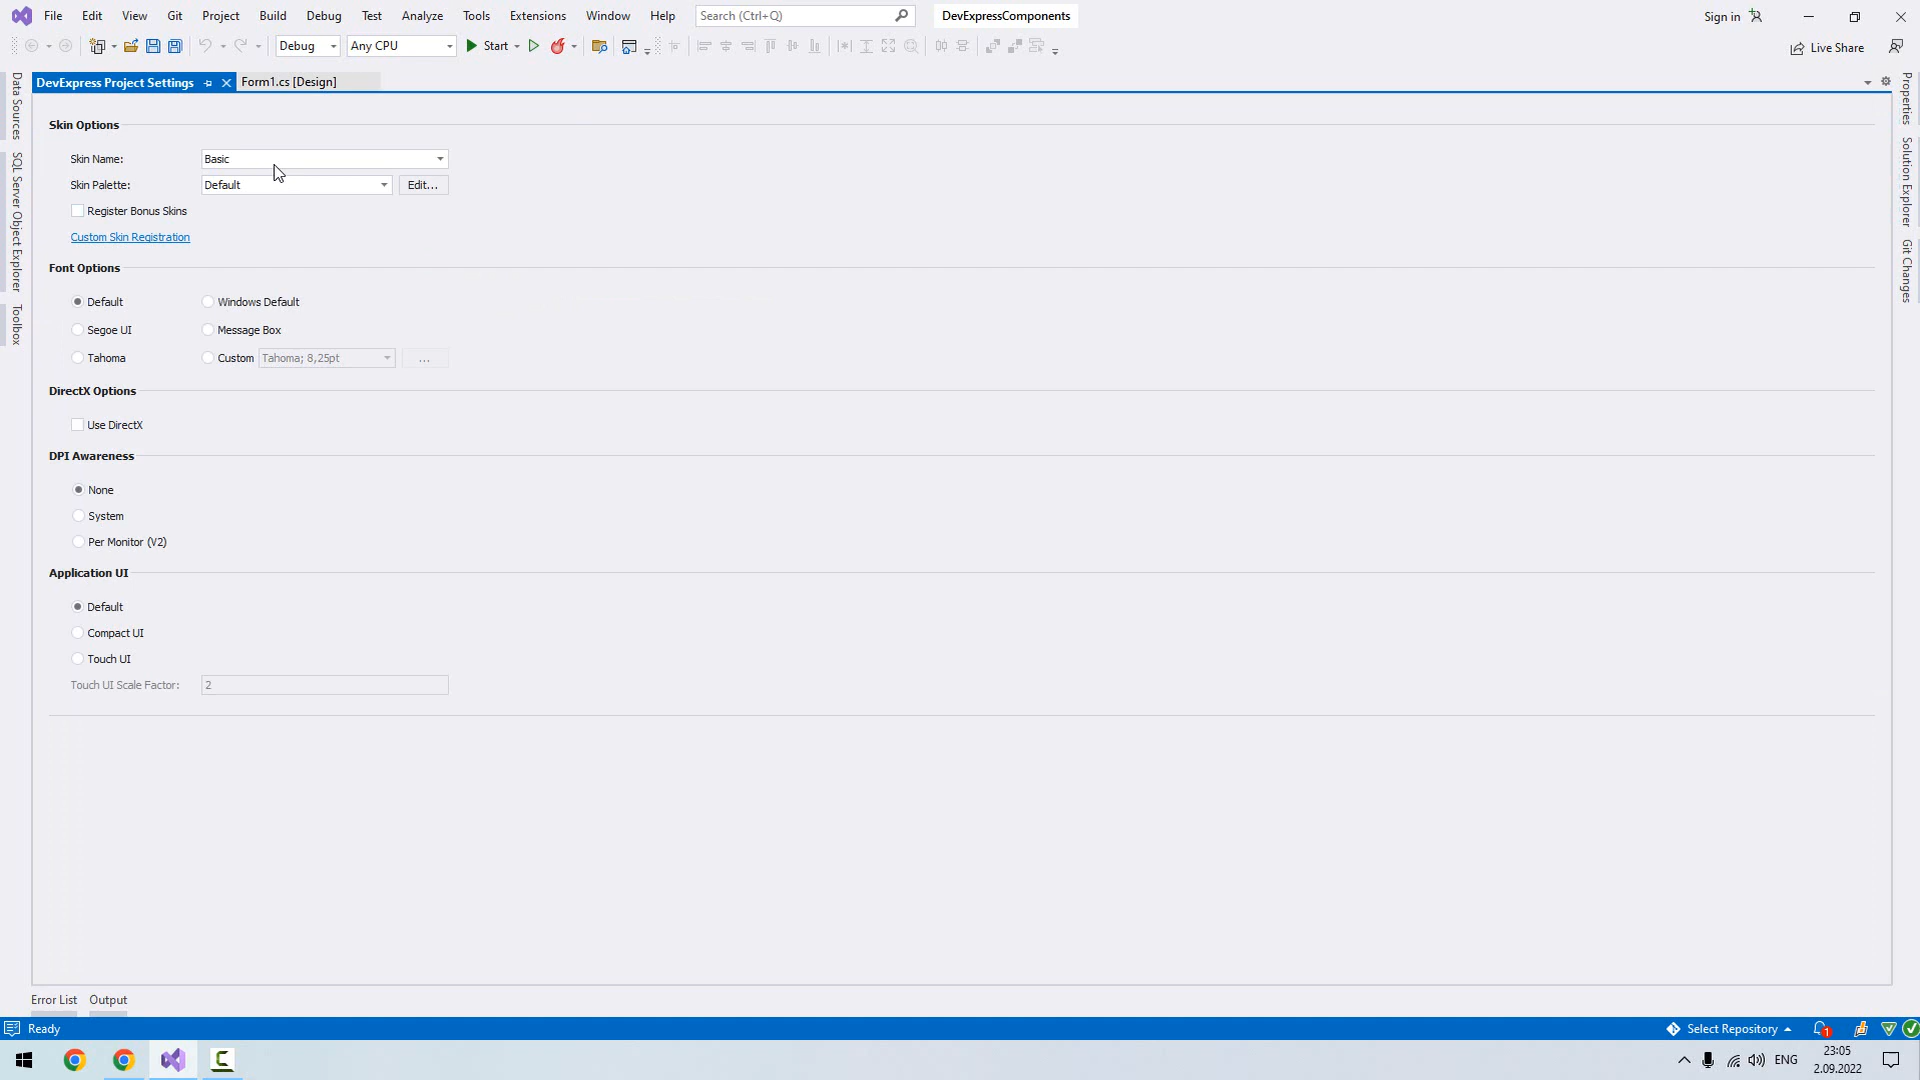 File Edit View Git Project Build Debug Test Analyze Tools Extensions Window Help Search (Ctrl+Q) DevExpressComponents Sign in
Debug Any CPU Start Live Share
DevExpress Project Settings Form1.cs [Design]
Data Sources
SQL Server Object Explorer
Toolbox
Skin Options
Skin Name: Basic
Skin Palette: Default Edit...
Register Bonus Skins
Custom Skin Registration
Font Options
Default Windows Default
Segoe UI Message Box
Tahoma Custom Tahoma; 8,25pt ...
DirectX Options
Use DirectX
DPI Awareness
None
System
Per Monitor (V2)
Application UI
Default
Compact UI
Touch UI
Touch UI Scale Factor: 2
Properties
Solution Explorer
Git Changes
Error List Output
Ready Select Repository 1
ENG 23:05
2.09.2022